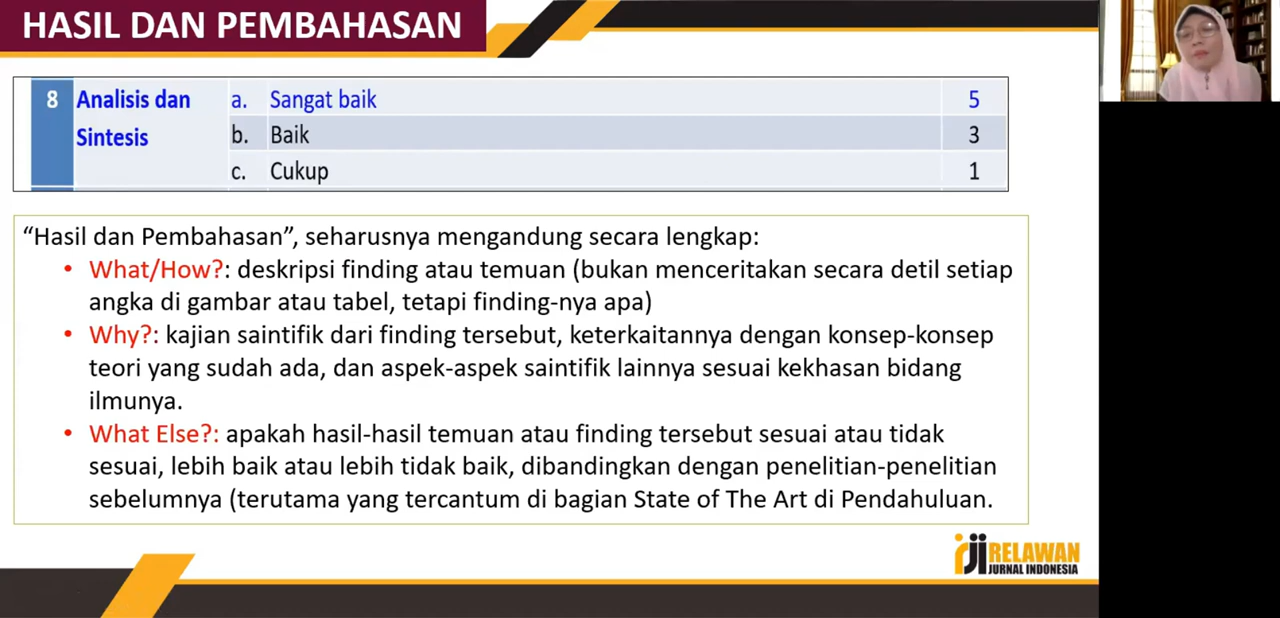 HASIL DAN PEMBAHASAN
8 Analisis dan Sintesis a. Sangat baik 5
b. Baik 3
c. Cukup 1
“Hasil dan Pembahasan”, seharusnya mengandung secara lengkap:
• What/How?: deskripsi finding atau temuan (bukan menceritakan secara detil setiap
angka di gambar atau tabel, tetapi finding-nya apa)
• Why?: kajian saintifik dari finding tersebut, keterkaitannya dengan konsep-konsep
teori yang sudah ada, dan aspek-aspek saintifik lainnya sesuai kekhasan bidang
ilmunya.
• What Else?: apakah hasil-hasil temuan atau finding tersebut sesuai atau tidak
sesuai, lebih baik atau lebih tidak baik, dibandingkan dengan penelitian-penelitian
sebelumnya (terutama yang tercantum di bagian State of The Art di Pendahuluan.
rji RELAWAN
JURNAL INDONESIA